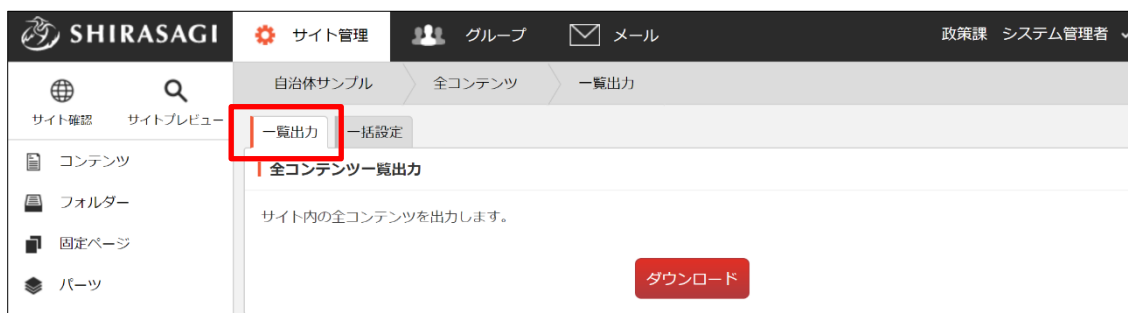 SHIRASAGI サイト管理 グループ メール 政策課 システム管理者
自治体サンプル 全コンテンツ 一覧出力
サイト確認 サイトプレビュー
一覧出力 一括設定
コンテンツ
全コンテンツ一覧出力
フォルダー
サイト内の全コンテンツを出力します。
固定ページ
パーツ
ダウンロード